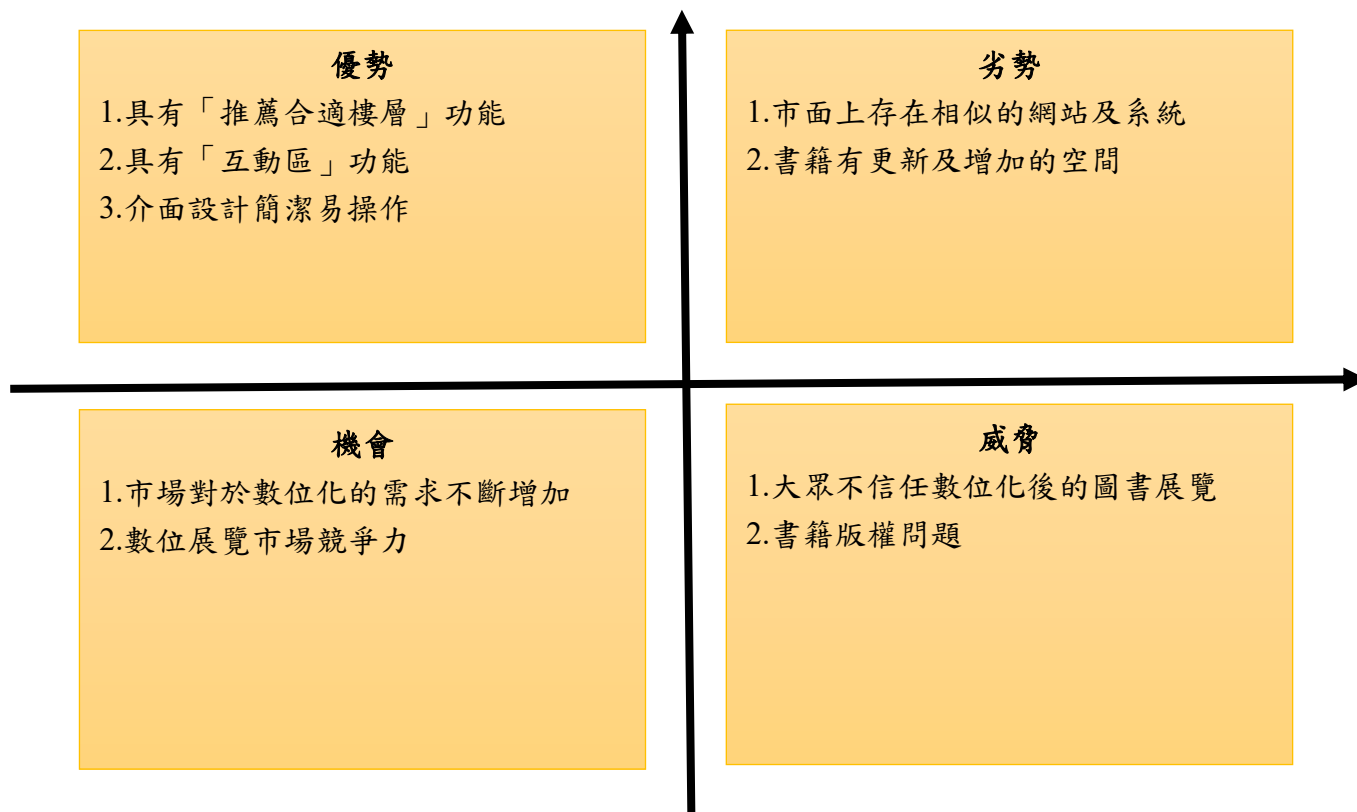 優勢
1.具有「推薦合適樓層」功能
2.具有「互動區」功能
3.介面設計簡潔易操作
劣勢
1.市面上存在相似的網站及系統
2.書籍有更新及增加的空間
機會
1.市場對於數位化的需求不斷增加
2.數位展覽市場競爭力
威脅
1.大眾不信任數位化後的圖書展覽
2.書籍版權問題